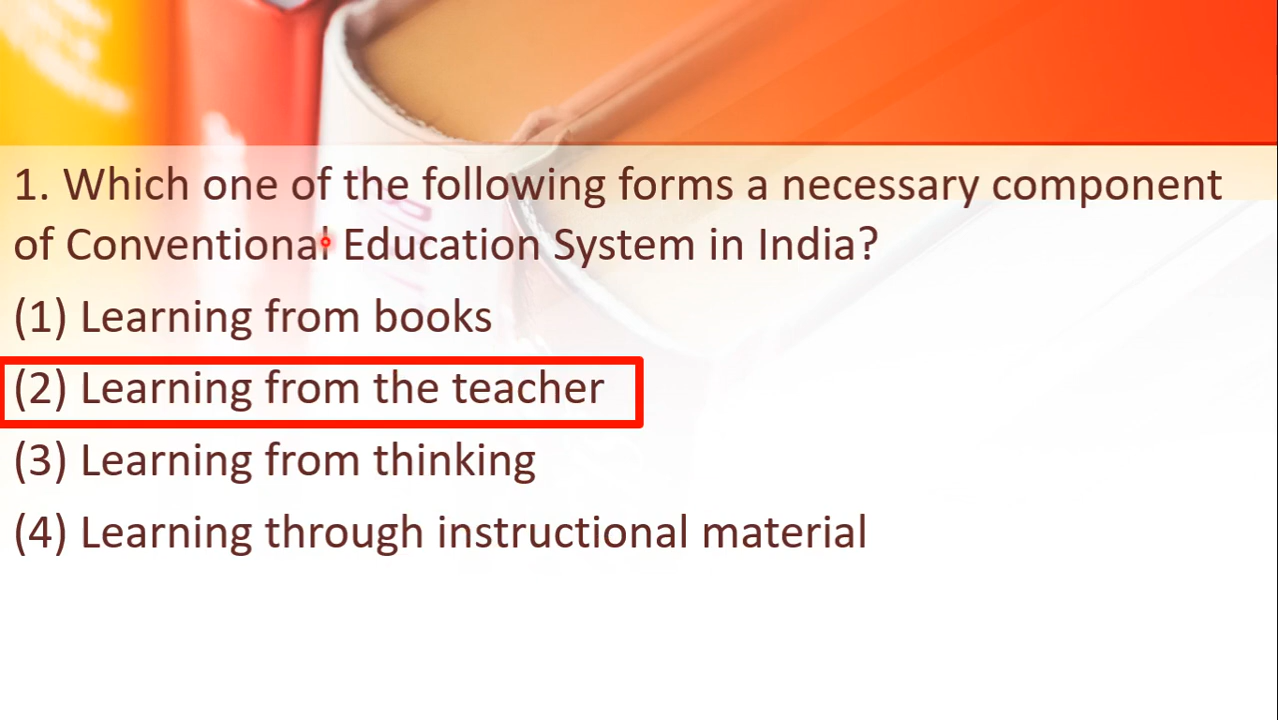 1. Which one of the following forms a necessary component
of Conventional Education System in India?
(1) Learning from books
(2) Learning from the teacher
(3) Learning from thinking
(4) Learning through instructional material